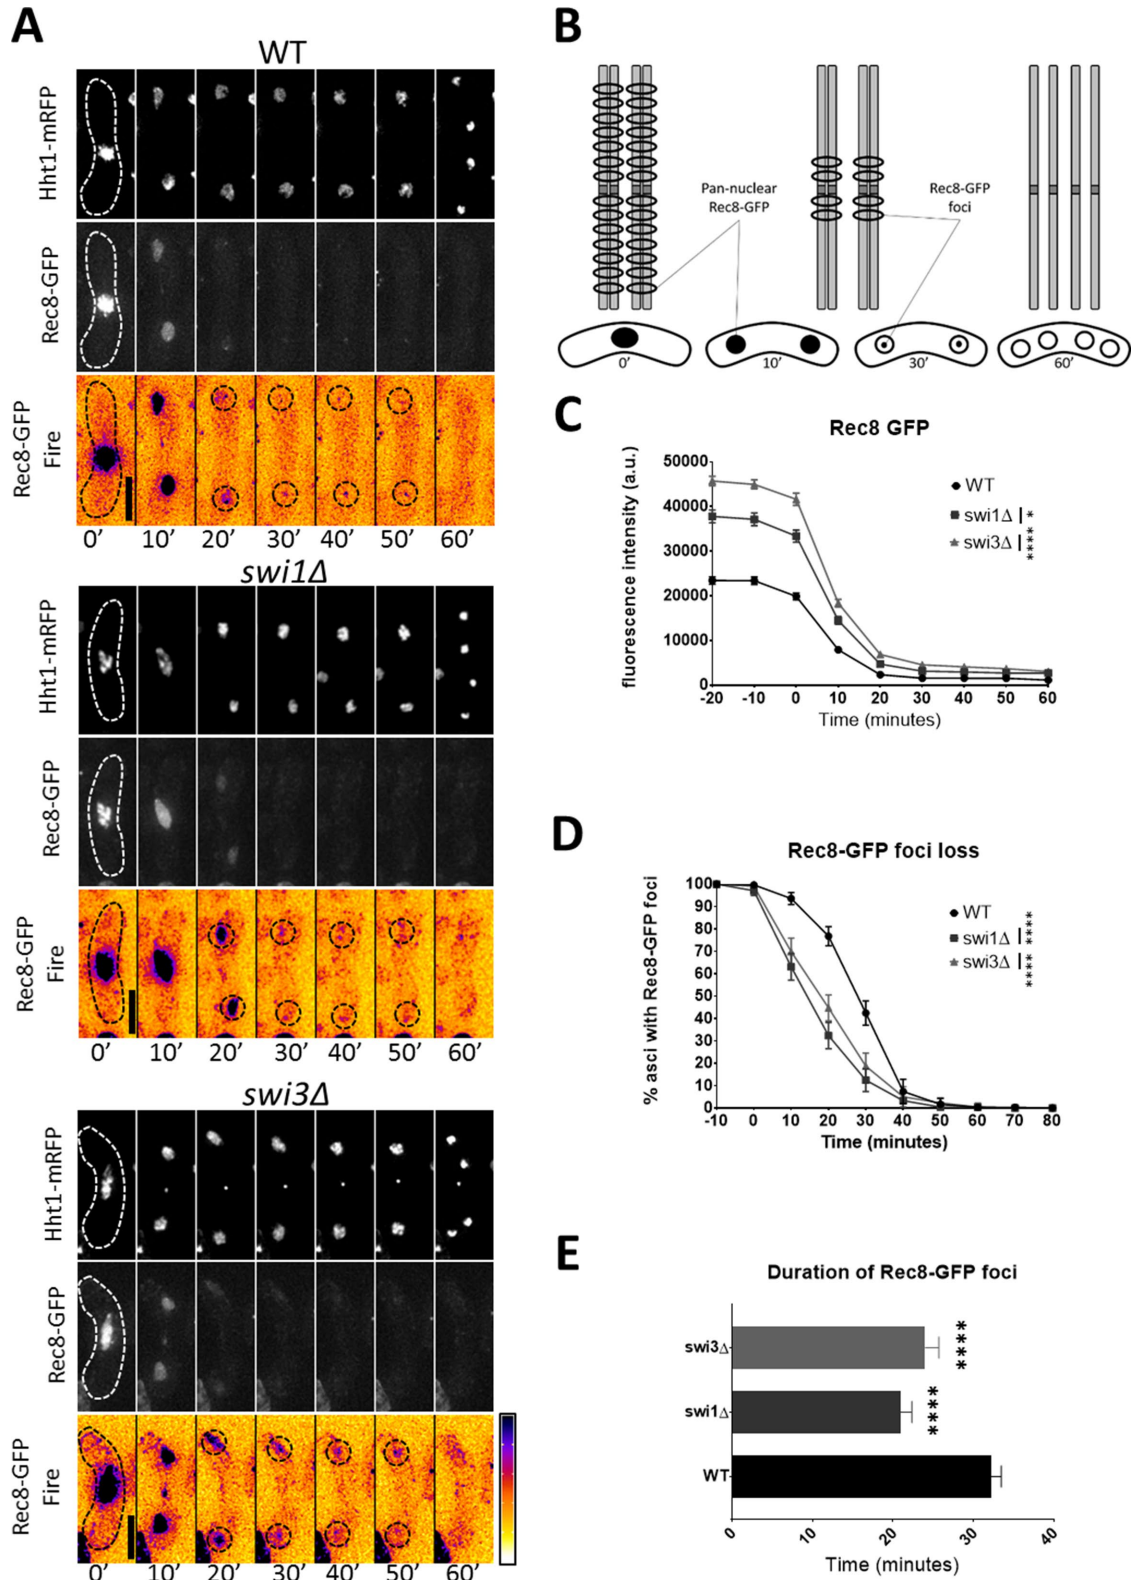 A
WT
Hht1-mRFP
Rec8-GFP
Rec8-GFP
Fire
0' 10' 20' 30' 40' 50' 60'
swi1Δ
Hht1-mRFP
Rec8-GFP
Rec8-GFP
Fire
0' 10' 20' 30' 40' 50' 60'
swi3Δ
Hht1-mRFP
Rec8-GFP
Rec8-GFP
Fire
0' 10' 20' 30' 40' 50' 60'
B
Pan-nuclear
Rec8-GFP
Rec8-GFP
foci
0' 10' 30' 60'
C
Rec8 GFP
fluorescence intensity (a.u.)
50000
40000
30000
20000
10000
0
-20 -10 0 10 20 30 40 50 60
Time (minutes)
WT
swi1Δ *
swi3Δ ****
D
Rec8-GFP foci loss
% asci with Rec8-GFP foci
100
90
80
70
60
50
40
30
20
10
0
-10 0 10 20 30 40 50 60 70 80
Time (minutes)
WT
swi1Δ ****
swi3Δ ****
E
Duration of Rec8-GFP foci
swi3Δ ****
swi1Δ ****
WT
0 10 20 30 40
Time (minutes)